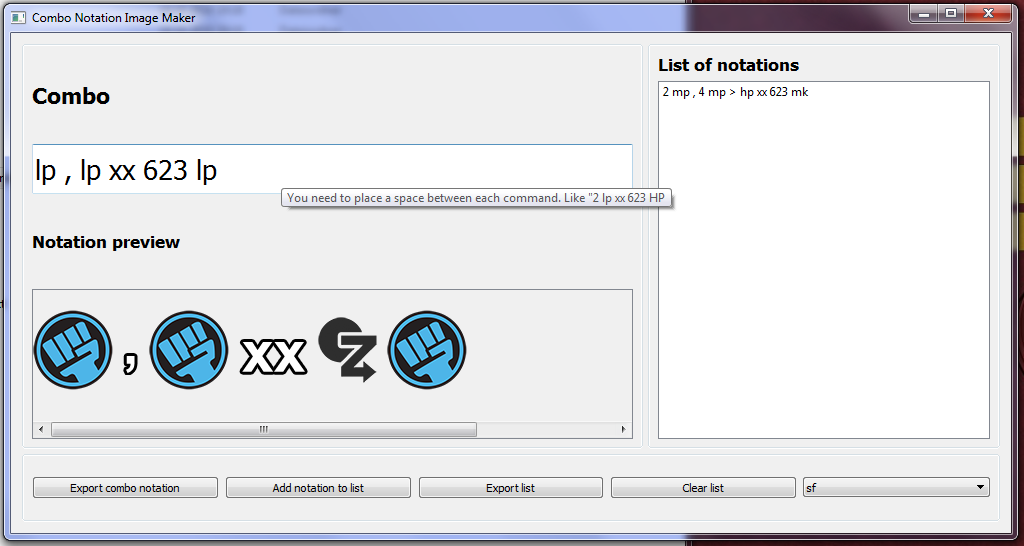 Combo Notation Image Maker
Combo
lp , lp xx 623 lp
You need to place a space between each command. Like "2 lp xx 623 HP
Notation preview
, xx
List of notations
2 mp , 4 mp > hp xx 623 mk
Export combo notation
Add notation to list
Export list
Clear list
sf